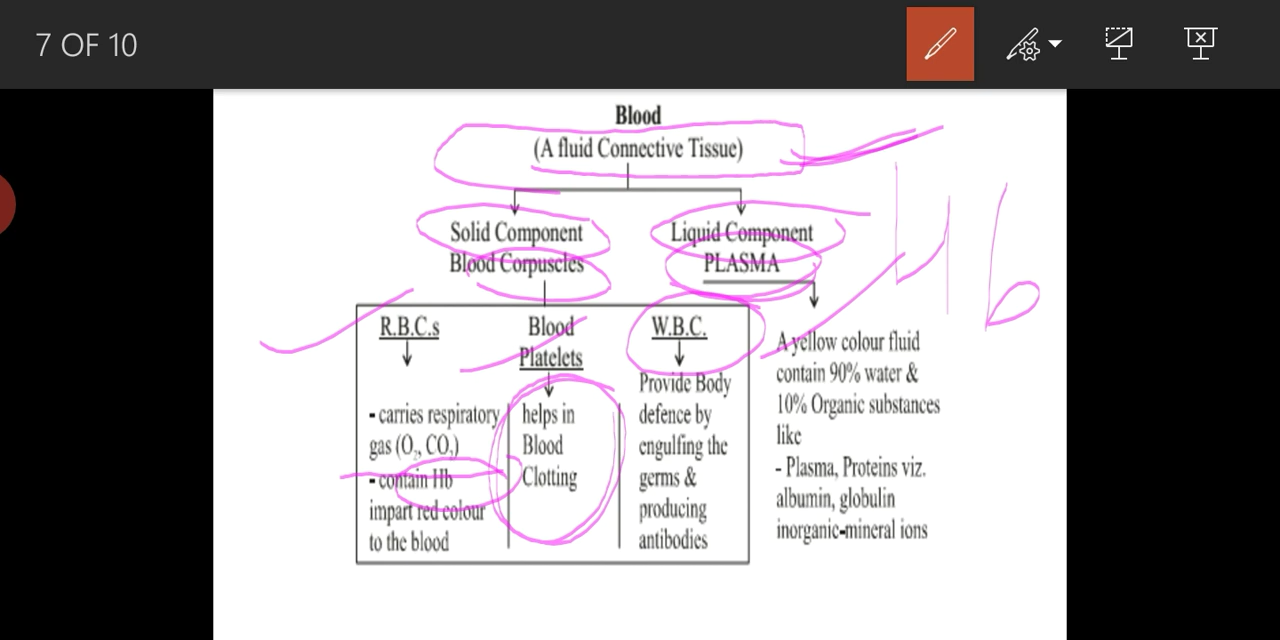 7 OF 10
Blood
(A fluid Connective Tissue)
Solid Component
Blood Corpuscles
Liquid Component
PLASMA
Hb
R.B.C.s
- carries respiratory
gas (O₂, CO₂)
- contain Hb
impart red colour
to the blood
Blood
Platelets
helps in
Blood
Clotting
W.B.C.
Provide Body
defence by
engulfing the
germs &
producing
antibodies
A yellow colour fluid
contain 90% water &
10% Organic substances
like
- Plasma, Proteins viz.
albumin, globulin
inorganic-mineral ions